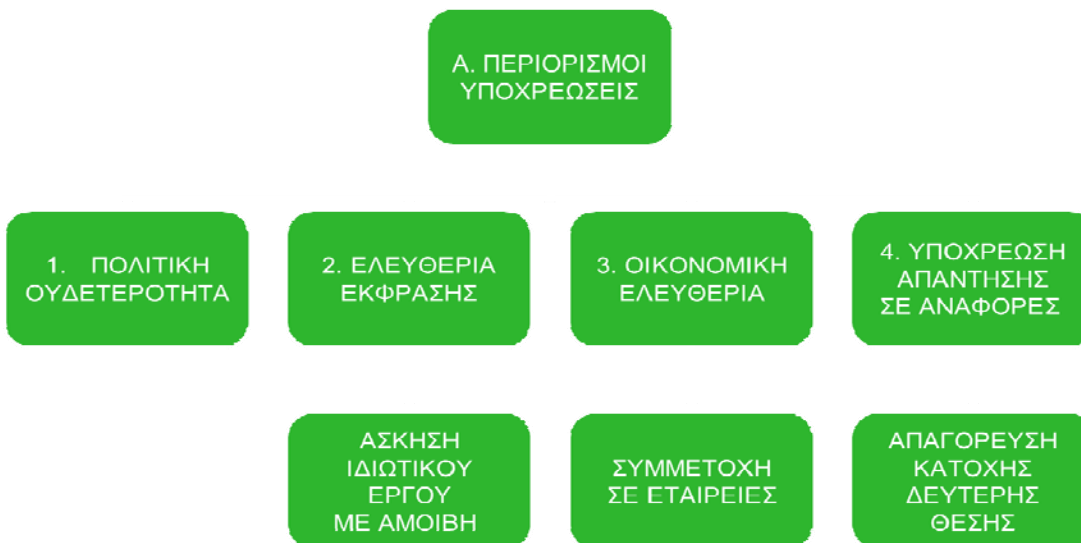 Α. ΠΕΡΙΟΡΙΣΜΟΙ
ΥΠΟΧΡΕΩΣΕΙΣ
1. ΠΟΛΙΤΙΚΗ
ΟΥΔΕΤΕΡΟΤΗΤΑ
2. ΕΛΕΥΘΕΡΙΑ
ΕΚΦΡΑΣΗΣ
3. ΟΙΚΟΝΟΜΙΚΗ
ΕΛΕΥΘΕΡΙΑ
4. ΥΠΟΧΡΕΩΣΗ
ΑΠΑΝΤΗΣΗΣ
ΣΕ ΑΝΑΦΟΡΕΣ
ΑΣΚΗΣΗ
ΙΔΙΩΤΙΚΟΥ
ΕΡΓΟΥ
ΜΕ ΑΜΟΙΒΗ
ΣΥΜΜΕΤΟΧΗ
ΣΕ ΕΤΑΙΡΕΙΕΣ
ΑΠΑΓΟΡΕΥΣΗ
ΚΑΤΟΧΗΣ
ΔΕΥΤΕΡΗΣ
ΘΕΣΗΣ